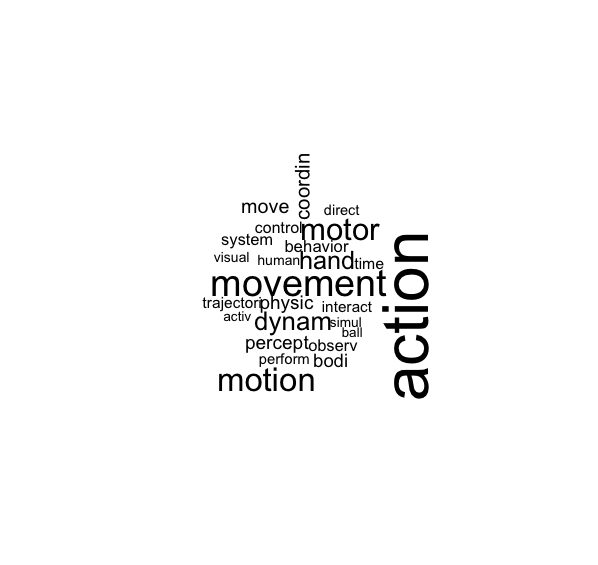 coordin
move
direct
control
motor
system
behavior
visual
human
hand
time
movement
action
trajectori
physic
interact
activ
dynam
simul
ball
percept
observ
perform
bodi
motion